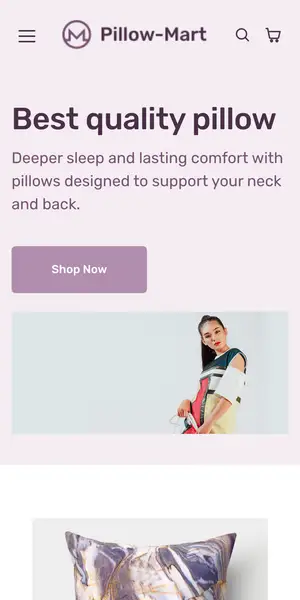 Pillow-Mart
Best quality pillow
Deeper sleep and lasting comfort with
pillows designed to support your neck
and back.
Shop Now